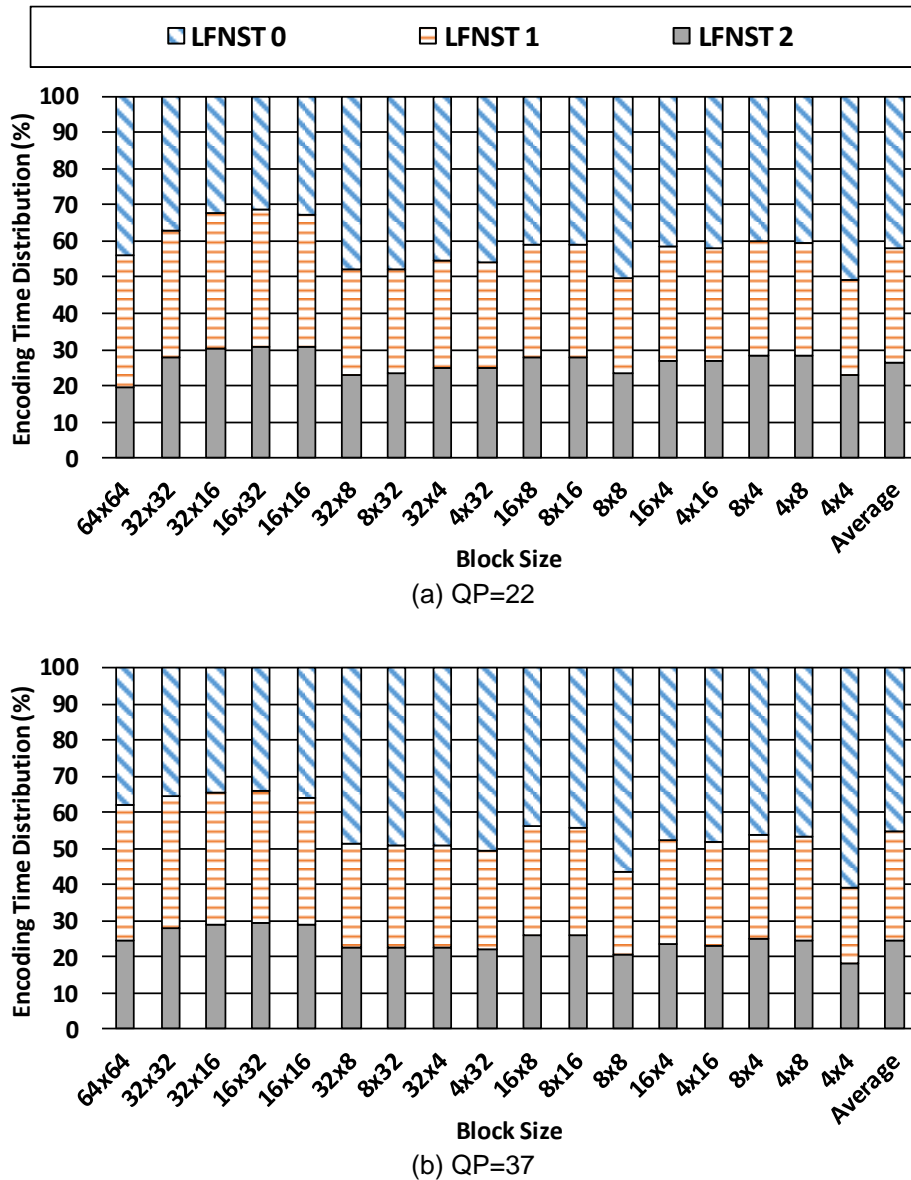 LFNST 0 LFNST 1 LFNST 2
Encoding Time Distribution (%)
100
90
80
70
60
50
40
30
20
10
0
64x64 32x32 32x16 16x32 16x16 32x8 8x32 32x4 4x32 16x8 8x16 8x8 16x4 4x16 8x4 4x8 4x4 Average
Block Size
(a) QP=22
Encoding Time Distribution (%)
100
90
80
70
60
50
40
30
20
10
0
64x64 32x32 32x16 16x32 16x16 32x8 8x32 32x4 4x32 16x8 8x16 8x8 16x4 4x16 8x4 4x8 4x4 Average
Block Size
(b) QP=37